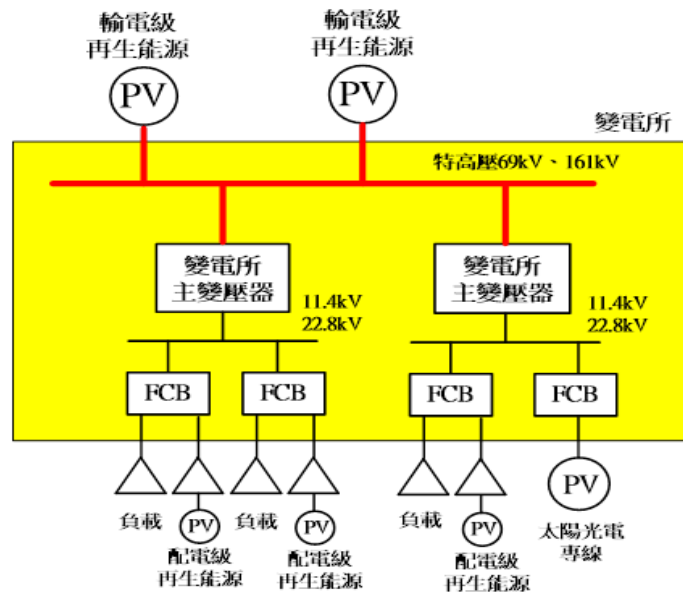 輸電級
再生能源
輸電級
再生能源
PV
PV
變電所
特高壓69kV、161kV
變電所
主變壓器
變電所
主變壓器
11.4kV
22.8kV
11.4kV
22.8kV
FCB
FCB
FCB
FCB
負載
PV
負載
PV
負載
PV
PV
配電級
再生能源
配電級
再生能源
配電級
再生能源
太陽光電
專線